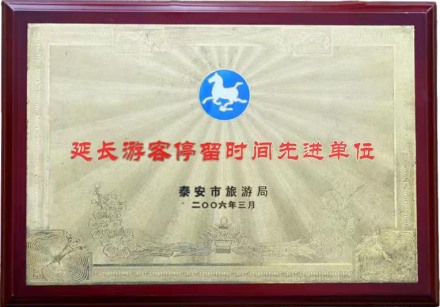 延长游客停留时间先进单位
泰安市旅游局
二〇〇六年三月